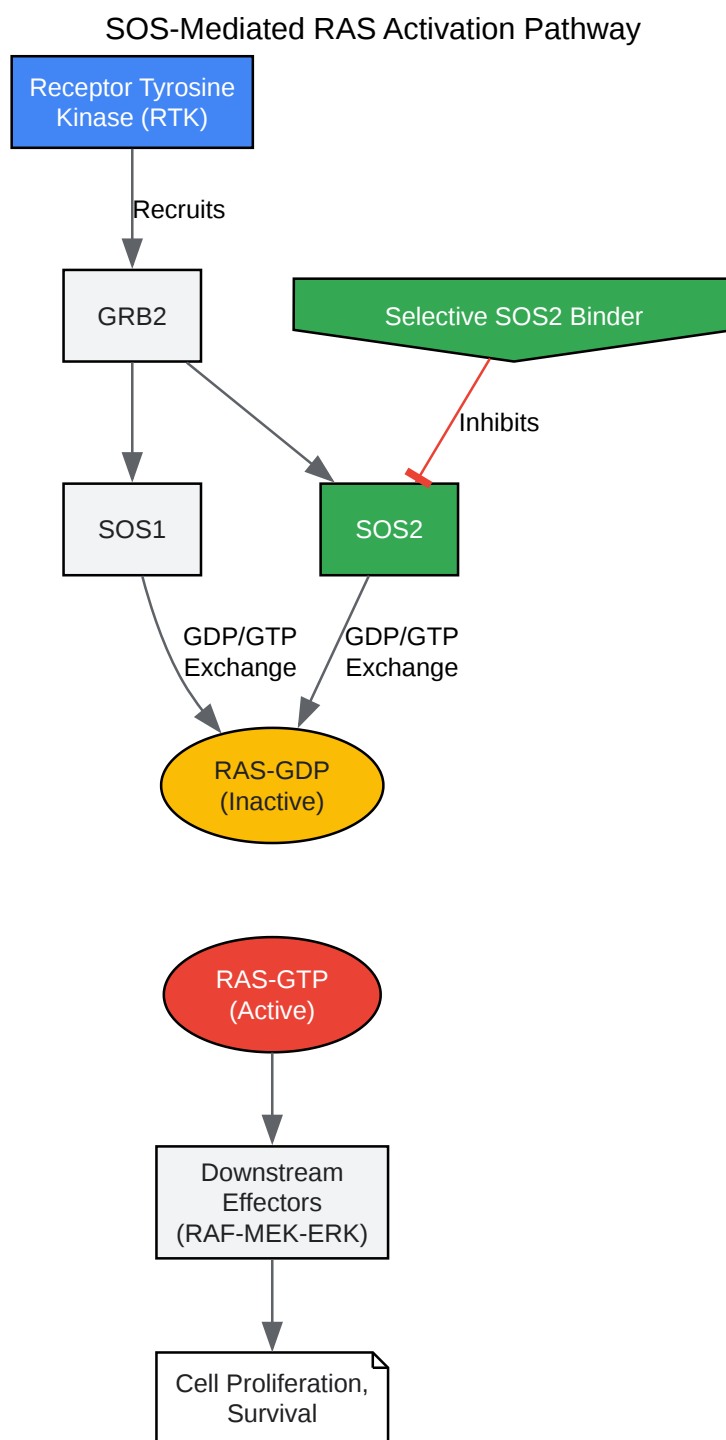 SOS-Mediated RAS Activation Pathway
Receptor Tyrosine
Kinase (RTK)
Recruits
GRB2
Selective SOS2 Binder
Inhibits
SOS1
SOS2
GDP/GTP
Exchange
GDP/GTP
Exchange
RAS-GDP
(Inactive)
RAS-GTP
(Active)
Downstream
Effectors
(RAF-MEK-ERK)
Cell Proliferation,
Survival